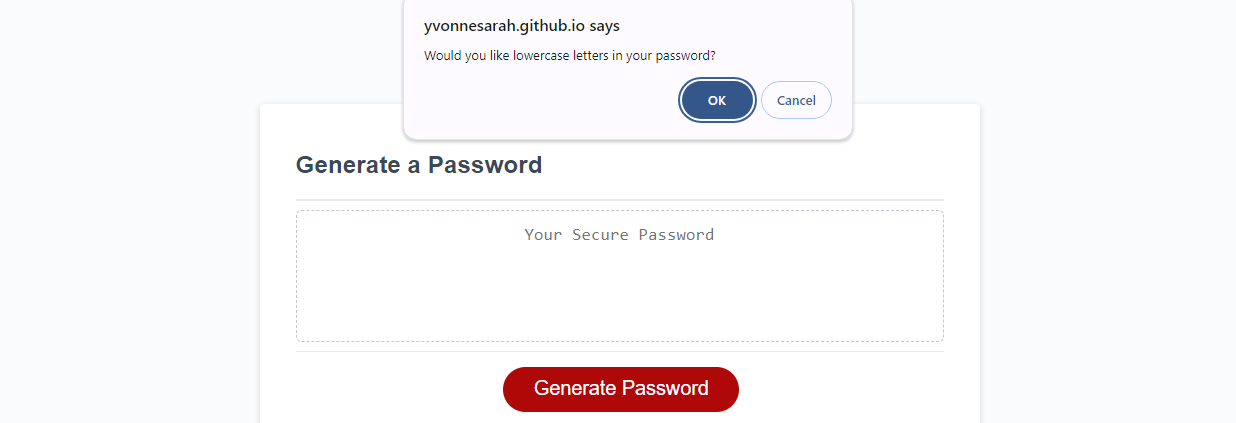 yvonnesarah.github.io says
Would you like lowercase letters in your password?
OK Cancel
Generate a Password
Your Secure Password
Generate Password